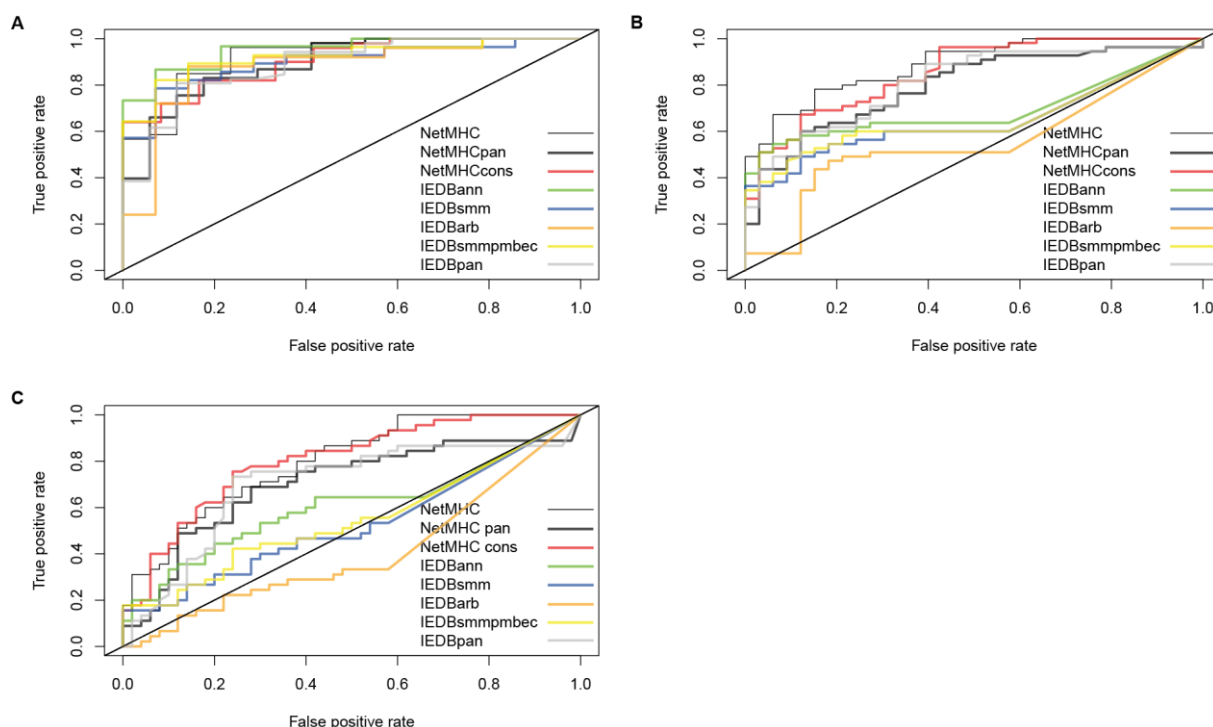 A
True positive rate
1.0
0.8
0.6
0.4
0.2
0.0
NetMHC
NetMHCpan
NetMHCcons
IEDBann
IEDBsmm
IEDBarb
IEDBsmmpmbec
IEDBpan
0.0 0.2 0.4 0.6 0.8 1.0
False positive rate
B
True positive rate
1.0
0.8
0.6
0.4
0.2
0.0
NetMHC
NetMHCpan
NetMHCcons
IEDBann
IEDBsmm
IEDBarb
IEDBsmmpmbec
IEDBpan
0.0 0.2 0.4 0.6 0.8 1.0
False positive rate
C
True positive rate
1.0
0.8
0.6
0.4
0.2
0.0
NetMHC
NetMHC pan
NetMHC cons
IEDBann
IEDBsmm
IEDBarb
IEDBsmmpmbec
IEDBpan
0.0 0.2 0.4 0.6 0.8 1.0
False positive rate